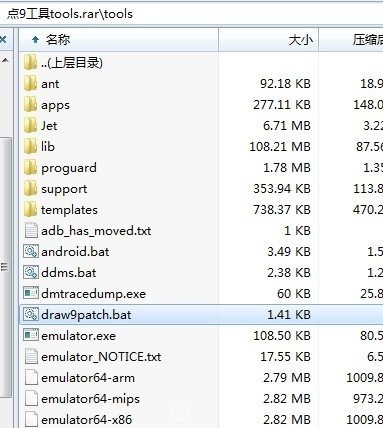 点9工具tools.rar\tools
名称 大小 压缩后
..(上层目录)
ant 92.18 KB 18.9
apps 277.11 KB 148.0
Jet 6.71 MB 3.22
lib 108.21 MB 87.56
proguard 1.78 MB 1.35
support 353.94 KB 113.8
templates 738.37 KB 470.2
adb_has_moved.txt 1 KB
android.bat 3.49 KB 1.5
ddms.bat 2.38 KB 1.2
dmtracedump.exe 60 KB 25.8
draw9patch.bat 1.41 KB
emulator.exe 108.50 KB 80.5
emulator_NOTICE.txt 17.55 KB 6.5
emulator64-arm 2.79 MB 1009.8
emulator64-mips 2.82 MB 973.2
emulator64-x86 2.82 MB 1009.8